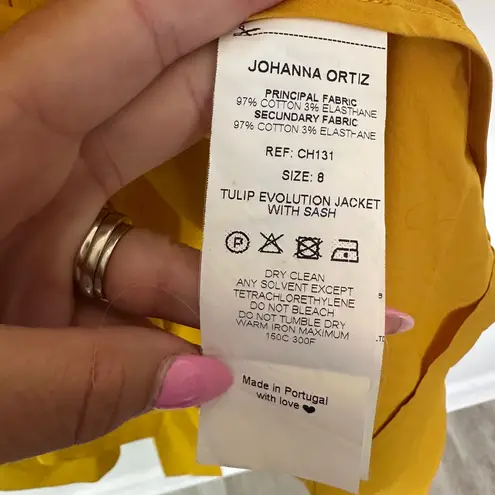 JOHANNA ORTIZ
PRINCIPAL FABRIC
97% COTTON 3% ELASTHANE
SECUNDARY FABRIC
97% COTTON 3% ELASTHANE
REF: CH131
SIZE: 8
TULIP EVOLUTION JACKET
WITH SASH
P
DRY CLEAN
ANY SOLVENT EXCEPT
TETRACHLORETHYLENE
DO NOT BLEACH
DO NOT TUMBLE DRY
WARM IRON MAXIMUM
150C 300F
Made in Portugal
with love